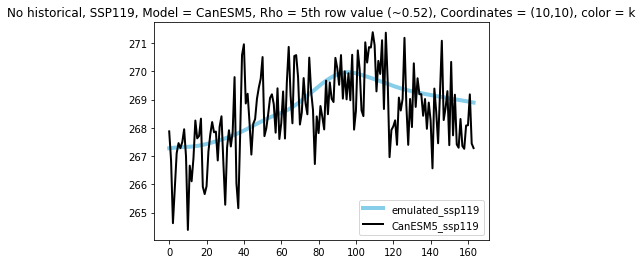 No historical, SSP119, Model = CanESM5, Rho = 5th row value (~0.52), Coordinates = (10,10), color = k
271
270
269
268
267
266
265
0 20 40 60 80 100 120 140 160
emulated_ssp119
CanESM5_ssp119